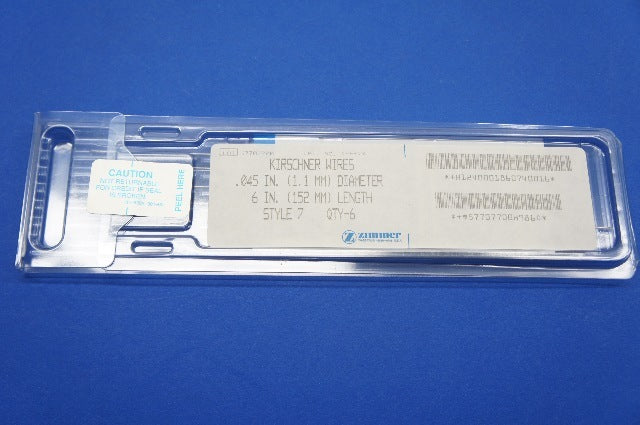 KIRSCHNER WIRES
.045 IN. (1.1 MM) DIAMETER
6 IN. (152 MM) LENGTH
STYLE 7 QTY-6
zimmer
CAUTION
NOT RETURNABLE
FOR CREDIT IF SEAL
IS BROKEN
PEEL HERE